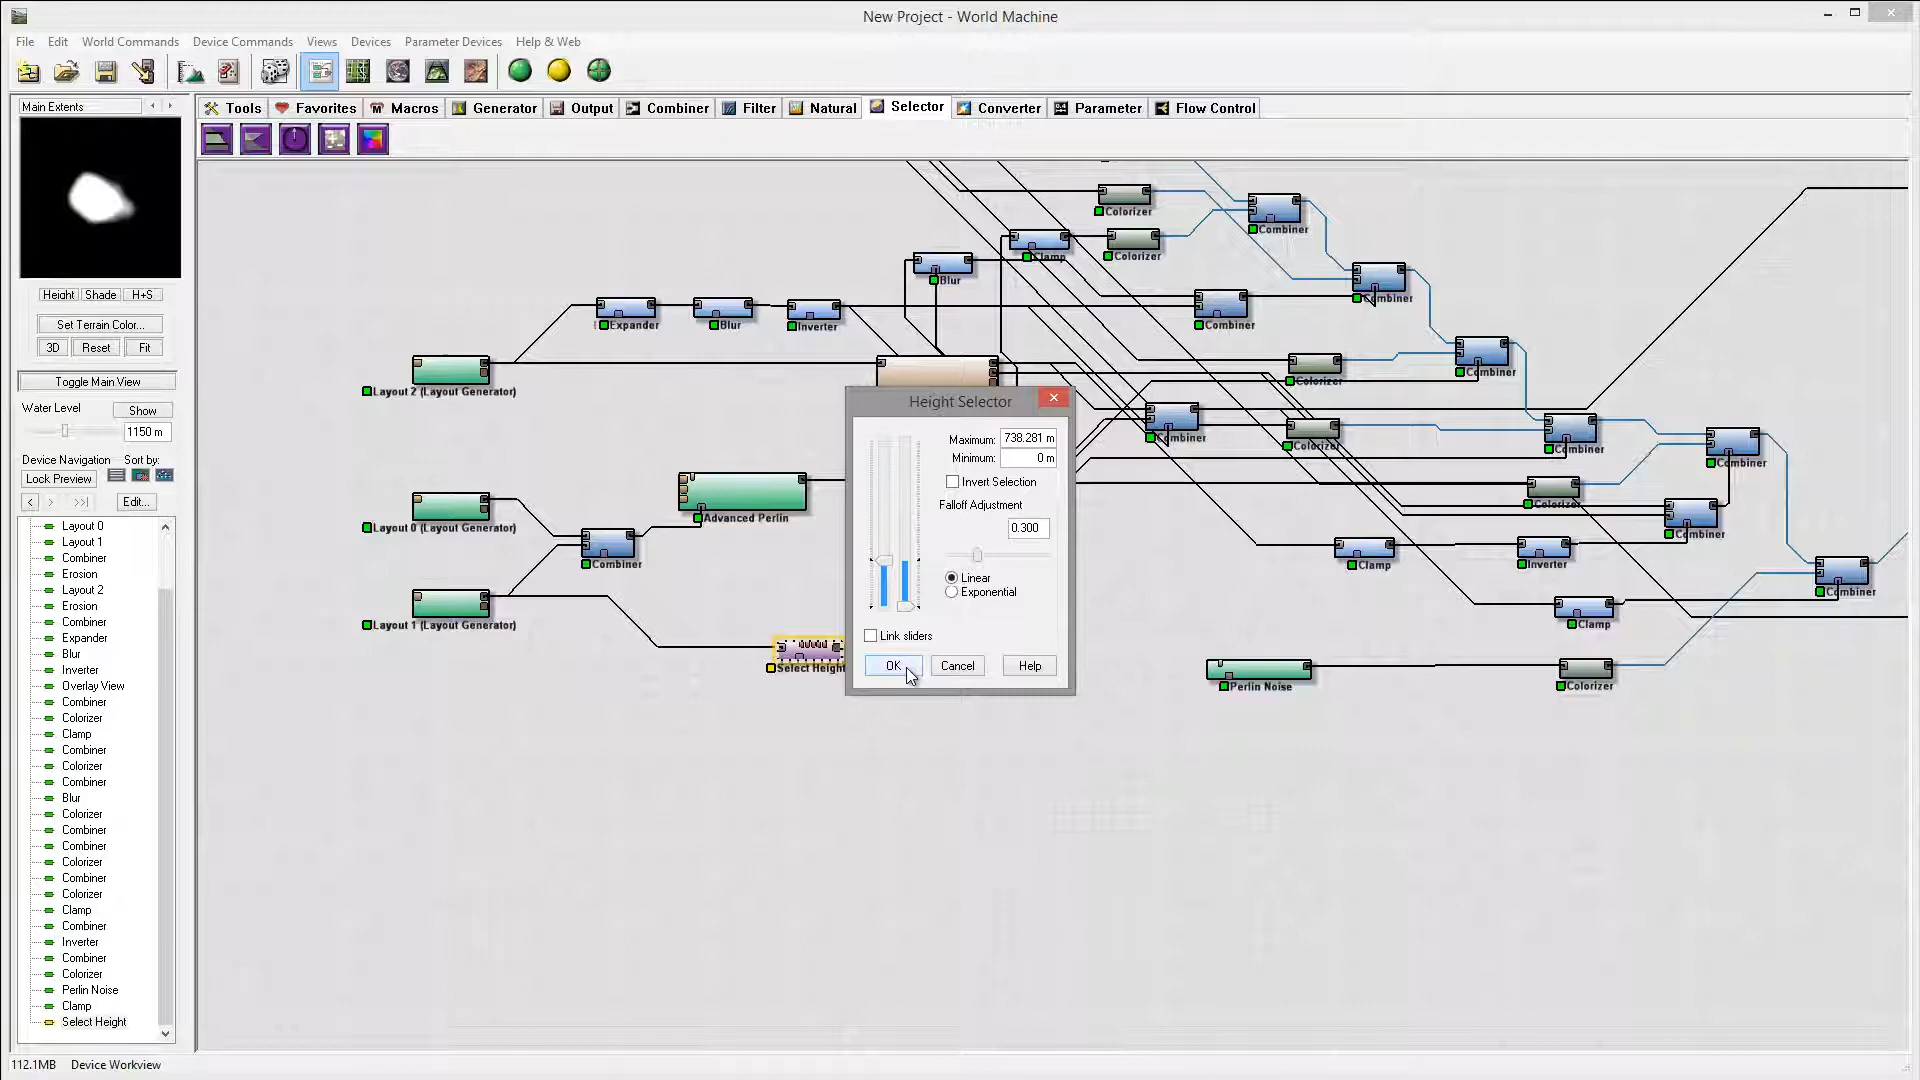 New Project - World Machine
File Edit World Commands Device Commands Views Devices Parameter Devices Help & Web
Main Extents
Tools Favorites Macros Generator Output Combiner Filter Natural Selector Converter Parameter Flow Control
Height Shade H+S
Set Terrain Color...
3D Reset Fit
Toggle Main View
Water Level Show
1150 m
Device Navigation Sort by:
Lock Preview
Edit...
Layout 0
Layout 1
Combiner
Erosion
Layout 2
Erosion
Combiner
Expander
Blur
Inverter
Overlay View
Combiner
Colorizer
Clamp
Combiner
Colorizer
Combiner
Blur
Colorizer
Combiner
Combiner
Colorizer
Combiner
Colorizer
Clamp
Combiner
Inverter
Combiner
Colorizer
Perlin Noise
Clamp
Select Height
Colorizer
Combiner
Clamp
Colorizer
Blur
Combiner
Expander
Blur
Inverter
Combiner
Layout 2 (Layout Generator)
Colorizer
Combiner
Combiner
Colorizer
Combiner
Combiner
Advanced Perlin
Colorizer
Layout 0 (Layout Generator)
Combiner
Combiner
Clamp
Inverter
Combiner
Layout 1 (Layout Generator)
Clamp
Select Height
Perlin Noise
Colorizer
Height Selector
Maximum: 738.281 m
Minimum: 0 m
Invert Selection
Falloff Adjustment
0.300
Linear
Exponential
Link sliders
OK Cancel Help
112.1MB Device Workview